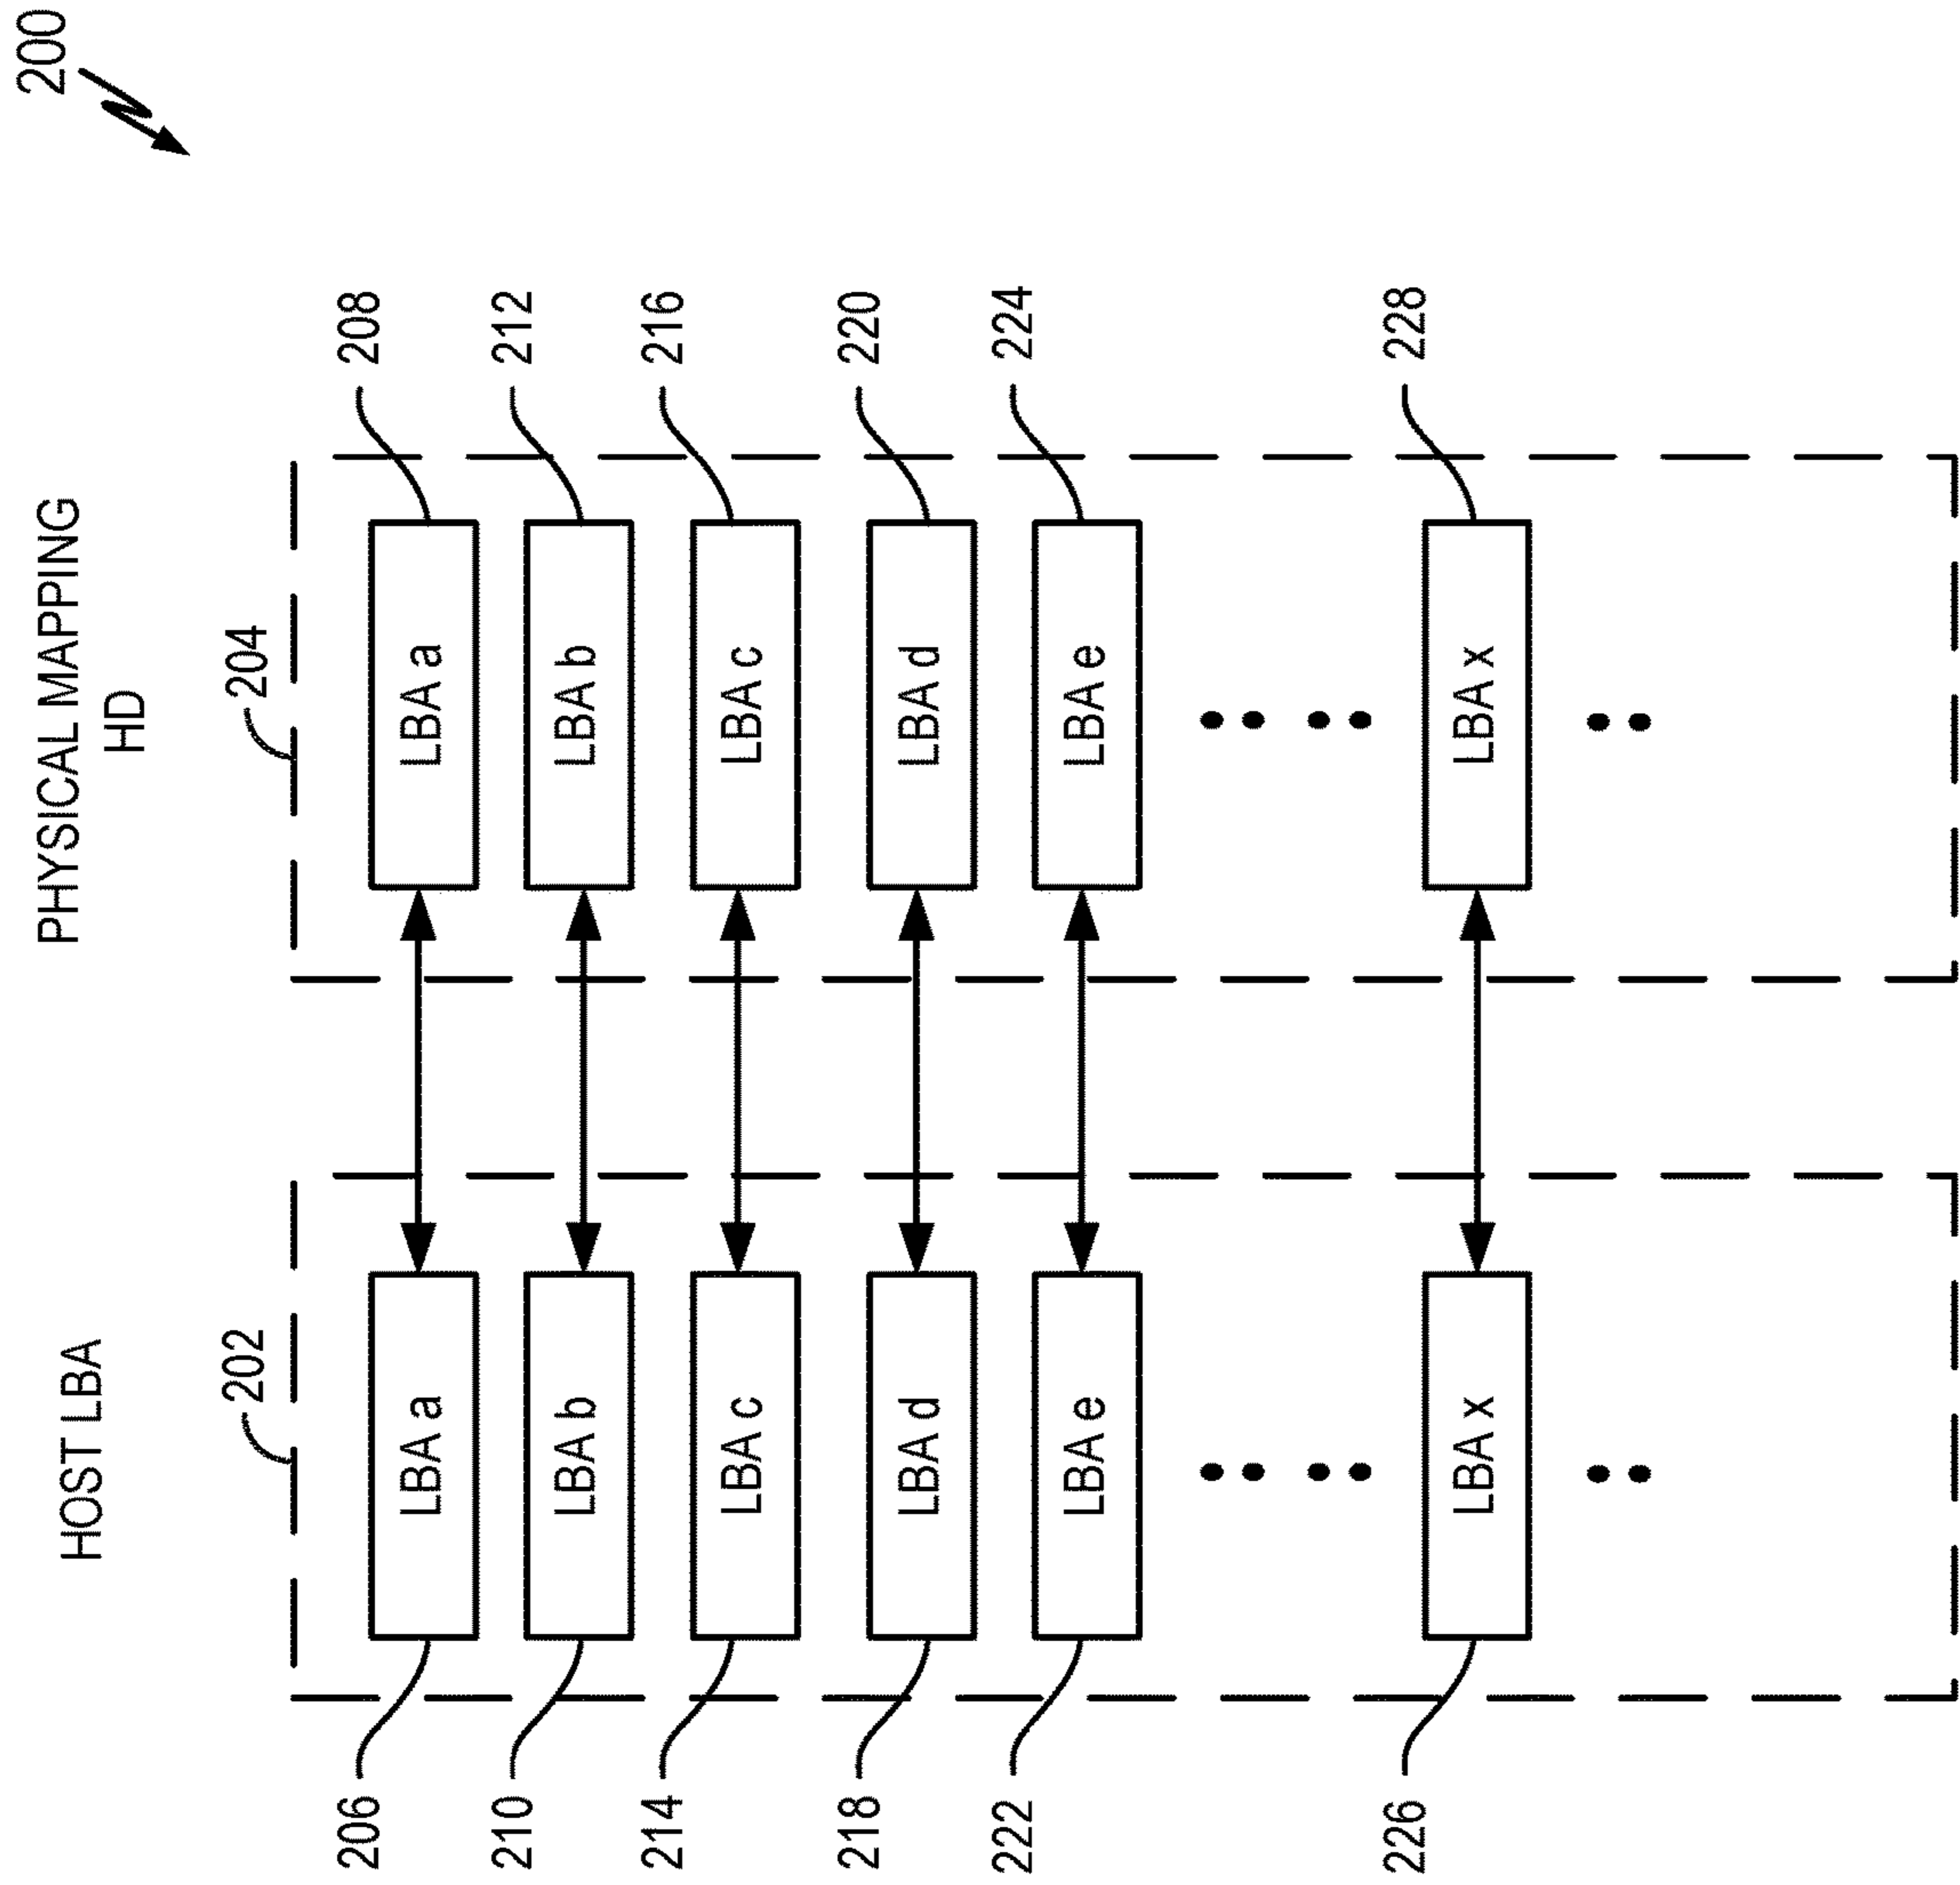 200
HOST LBA
PHYSICAL MAPPING
HD
202
204
206
LBA a
LBA a
208
210
LBA b
LBA b
212
214
LBA c
LBA c
216
218
LBA d
LBA d
220
222
LBA e
LBA e
224
226
LBA x
LBA x
228